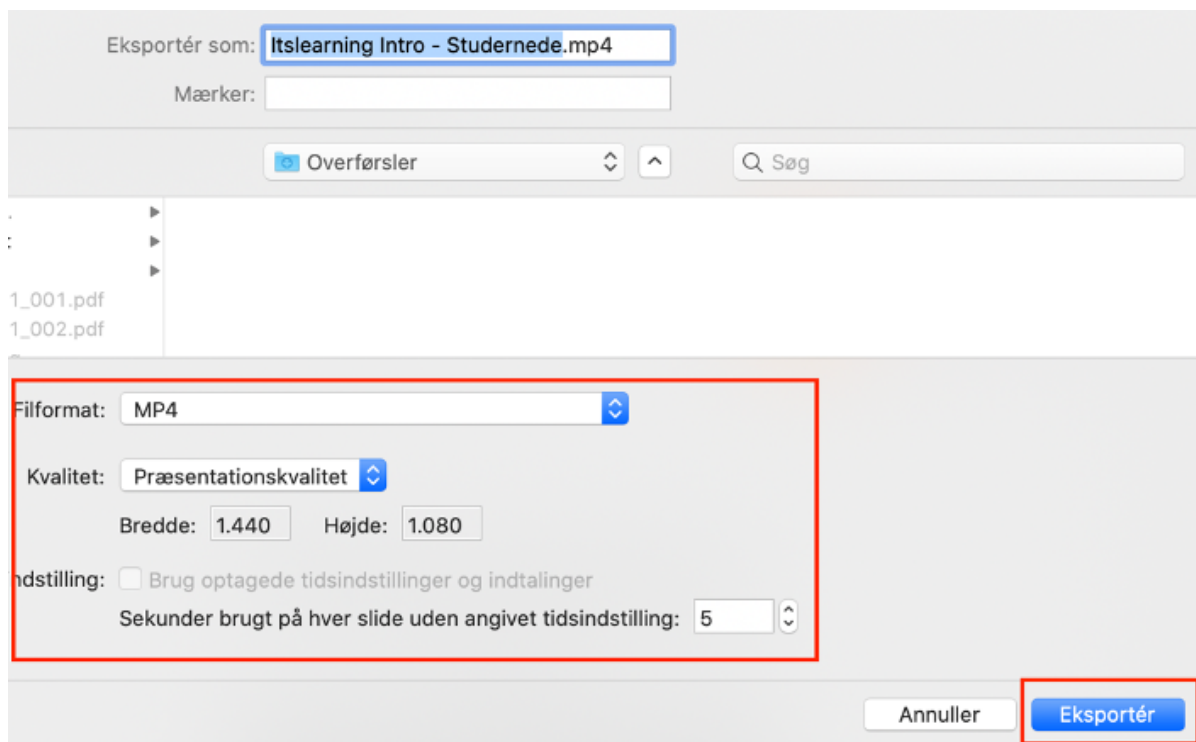 Eksportér som: Itslearning Intro - Studernede.mp4
Mærker:
Overførsler Søg
1_001.pdf
1_002.pdf
Filformat: MP4
Kvalitet: Præsentationskvalitet
Bredde: 1.440 Højde: 1.080
ndstilling: Brug optagede tidsindstillinger og indtalinger
Sekunder brugt på hver slide uden angivet tidsindstilling: 5
Annuller Eksportér